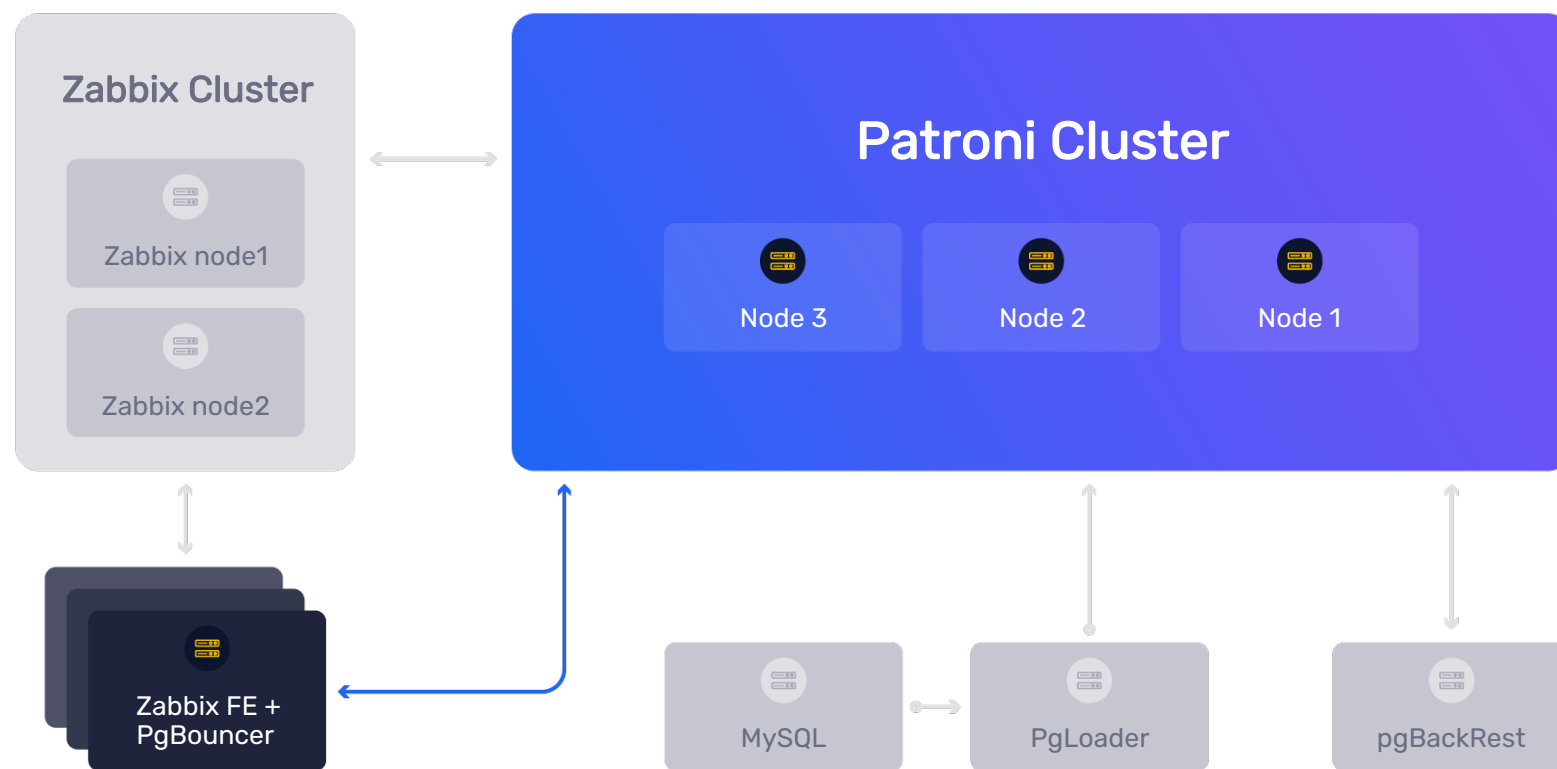 Zabbix Cluster
Zabbix node1
Zabbix node2
Patroni Cluster
Node 3
Node 2
Node 1
Zabbix FE +
PgBouncer
MySQL
PgLoader
pgBackRest